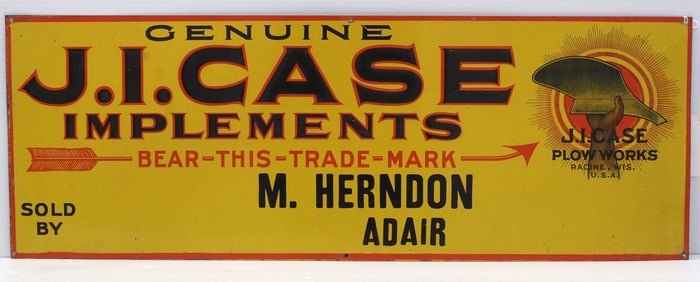 GENUINE
J.I.CASE
IMPLEMENTS
BEAR-THIS-TRADE-MARK
J.I.CASE
PLOW WORKS
RACINE, WIS.
U.S.A.
SOLD
BY
M. HERNDON
ADAIR